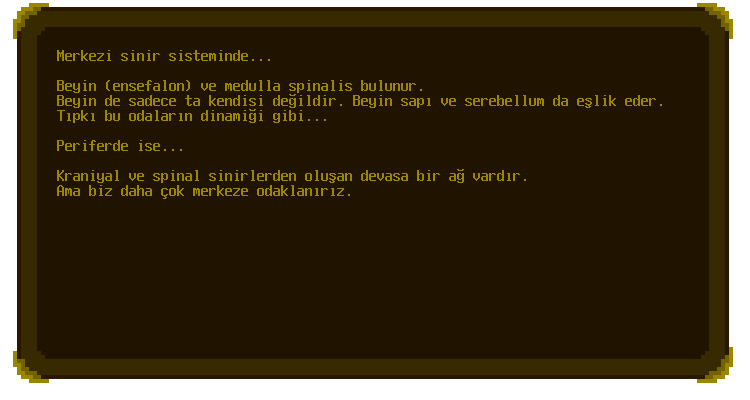 Merkezi sinir sisteminde...
Beyin (ensefalon) ve medulla spinalis bulunur.
Beyin de sadece ta kendisi değildir. Beyin sapı ve serebellum da eşlik eder.
Tıpkı bu odaların dinamiği gibi...
Periferde ise...
Kraniyal ve spinal sinirlerden oluşan devasa bir ağ vardır.
Ama biz daha çok merkeze odaklanırız.